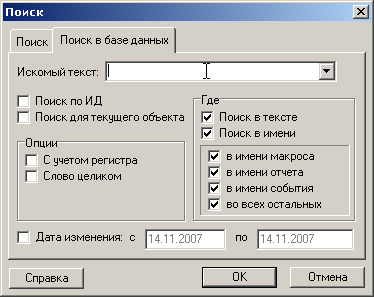 Поиск
Поиск
Поиск в базе данных
Искомый текст:
Поиск по ИД
Поиск для текущего объекта
Опции
С учетом регистра
Слово целиком
Где
Поиск в тексте
Поиск в имени
в имени макроса
в имени отчета
в имени события
во всех остальных
Дата изменения: с 14.11.2007 по 14.11.2007
Справка
OK
Отмена